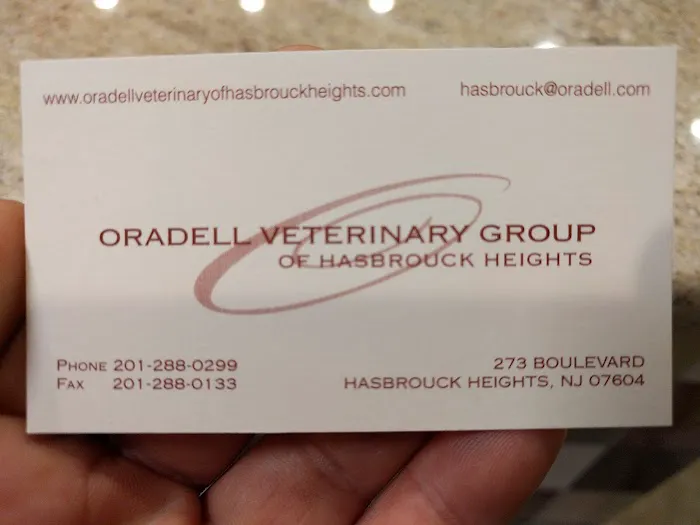 www.oradellveterinaryofhasbrouckheights.com hasbrouck@oradell.com
ORADELL VETERINARY GROUP
OF HASBROUCK HEIGHTS
PHONE 201-288-0299
FAX 201-288-0133
273 BOULEVARD
HASBROUCK HEIGHTS, NJ 07604